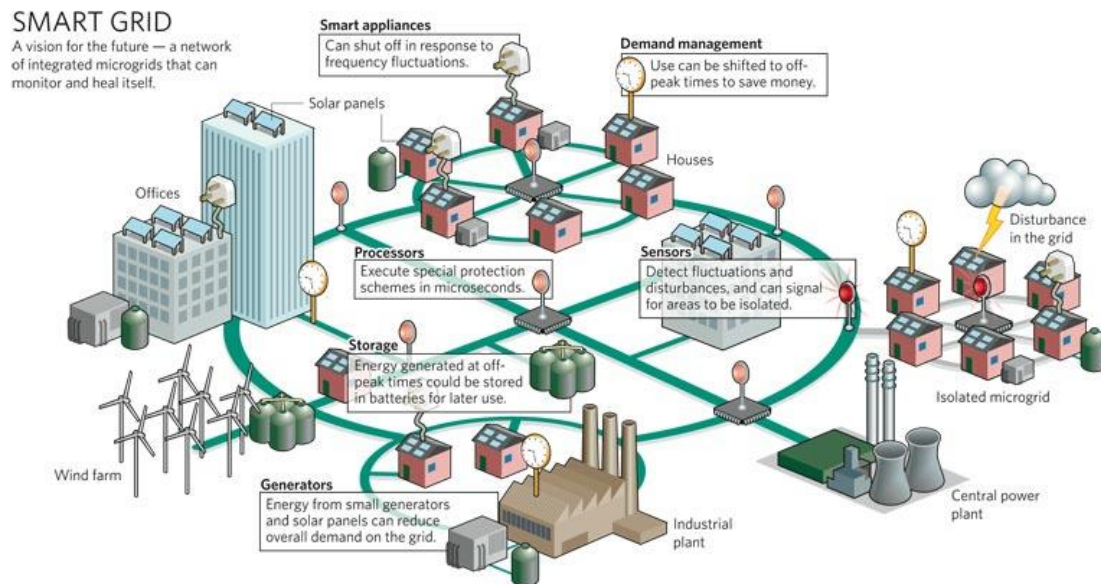 SMART GRID
A vision for the future — a network
of integrated microgrids that can
monitor and heal itself.
Smart appliances
Can shut off in response to
frequency fluctuations.
Demand management
Use can be shifted to off-
peak times to save money.
Solar panels
Houses
Offices
Disturbance
in the grid
Processors
Execute special protection
schemes in microseconds.
Sensors
Detect fluctuations and
disturbances, and can signal
for areas to be isolated.
Storage
Energy generated at off-
peak times could be stored
in batteries for later use.
Isolated microgrid
Wind farm
Generators
Energy from small generators
and solar panels can reduce
overall demand on the grid.
Industrial
plant
Central power
plant